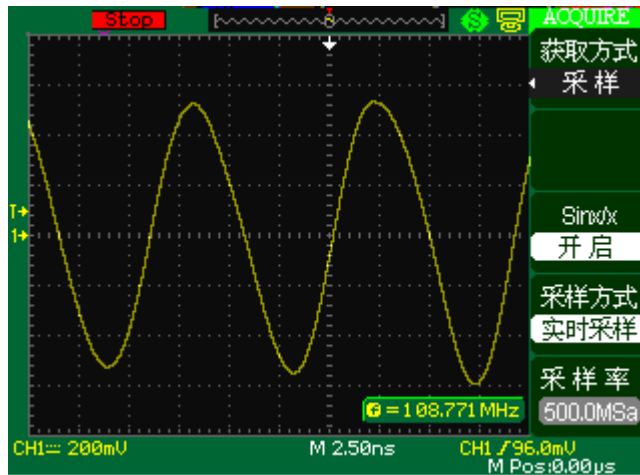 Stop
ACQUIRE
获取方式
采样
Sinx/x
开启
采样方式
实时采样
采样率
500.0MSa
T
1
f=108.771MHz
CH1 200mV
M 2.50ns
CH1 96.0mV
M Pos:0.00μs